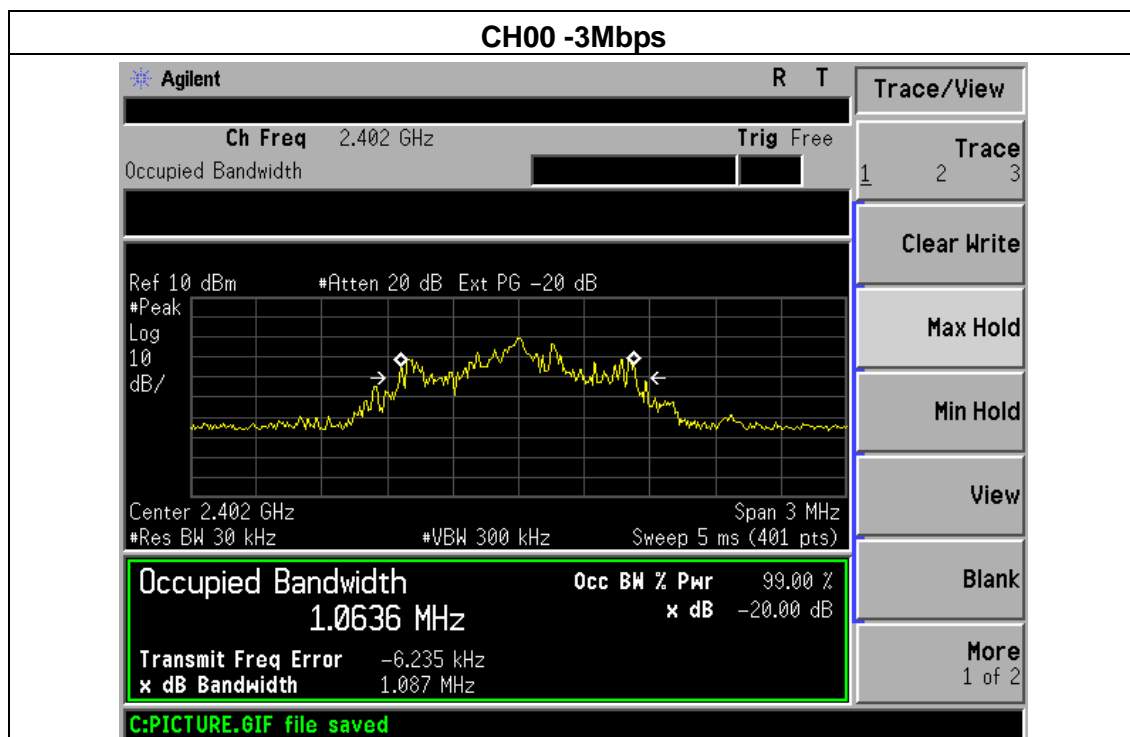 CH00 -3Mbps
Agilent R T
Ch Freq 2.402 GHz Trig Free
Occupied Bandwidth
Ref 10 dBm #Atten 20 dB Ext PG -20 dB
#Peak
Log
10
dB/
Center 2.402 GHz Span 3 MHz
#Res BW 30 kHz #VBW 300 kHz Sweep 5 ms (401 pts)
Occupied Bandwidth Occ BW % Pwr 99.00 %
1.0636 MHz x dB -20.00 dB
Transmit Freq Error -6.235 kHz
x dB Bandwidth 1.087 MHz
C:PICTURE.GIF file saved
Trace/View
Trace
1 2 3
Clear Write
Max Hold
Min Hold
View
Blank
More
1 of 2